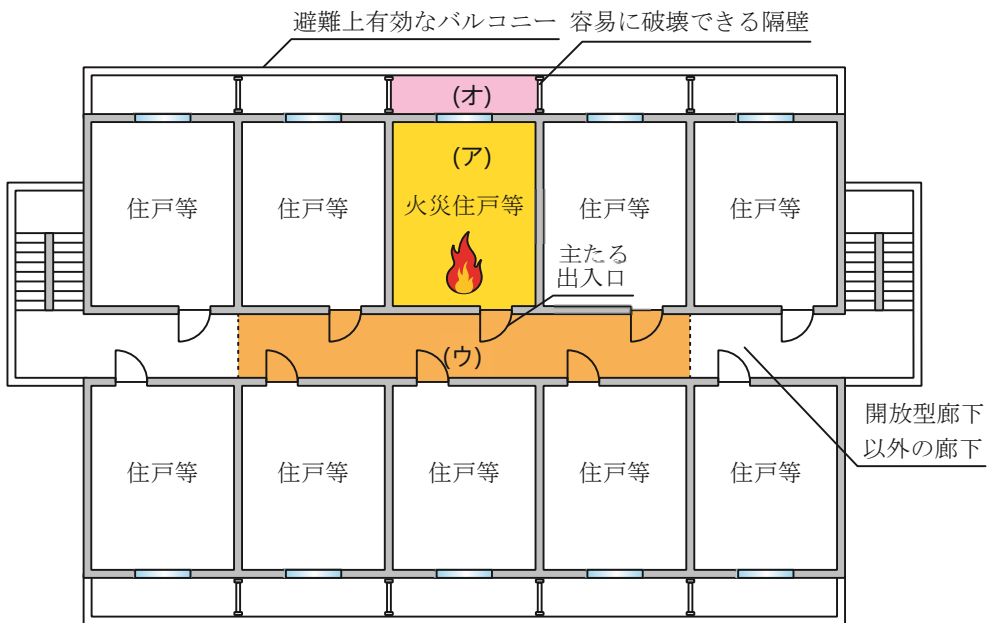 避難上有効なバルコニー
容易に破壊できる隔壁
(オ)
(ア)
住戸等
住戸等
火災住戸等
住戸等
住戸等
主たる
出入口
(ウ)
開放型廊下
以外の廊下
住戸等
住戸等
住戸等
住戸等
住戸等